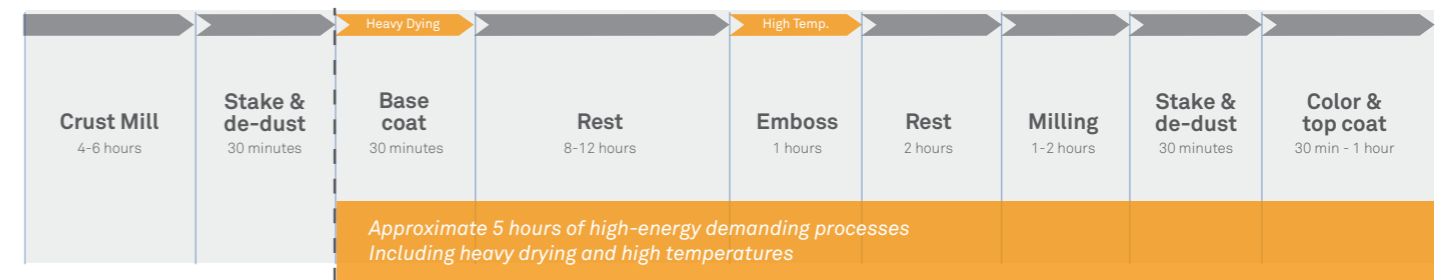 Heavy Dying
High Temp.
Crust Mill
4-6 hours
Stake &
de-dust
30 minutes
Base
coat
30 minutes
Rest
8-12 hours
Emboss
1 hours
Rest
2 hours
Milling
1-2 hours
Stake &
de-dust
30 minutes
Color &
top coat
30 min - 1 hour
Approximate 5 hours of high-energy demanding processes
Including heavy drying and high temperatures